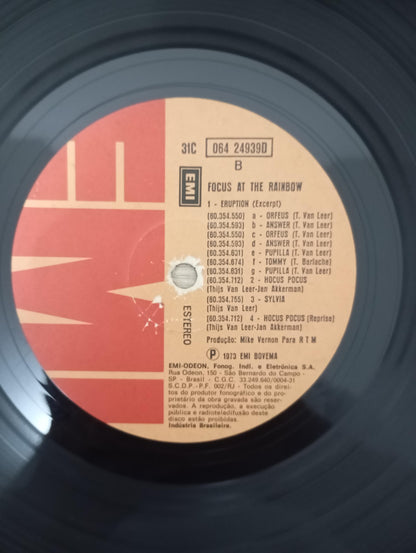 EMI
31C 064 24939D
B
EMI
FOCUS AT THE RAINBOW
1 - ERUPTION (Excerpt)
(60.354.550) a - ORFEUS (T. Van Leer)
(60.354.593) b - ANSWER (T. Van Leer)
(60.354.550) c - ORFEUS (T. Van Leer)
(60.354.593) d - ANSWER (T. Van Leer)
(60.354.631) e - PUPILLA (T. Van Leer)
(60.354.674) f - TOMMY (T. Barlache)
(60.354.631) g - PUPILLA (T. Van Leer)
(60.354.712) 2 - HOCUS POCUS
(Thijs Van Leer-Jan Akkerman)
(60.354.755) 3 - SYLVIA
(Thijs Van Leer)
(60.354.712) 4 - HOCUS POCUS (Reprise)
(Thijs Van Leer-Jan Akkerman)
Produção: Mike Vernon Para R T M
ESTEREO
Ⓟ 1973 EMI BOVEMA
EMI-ODEON, Fonog. Indl. e Eletrônica S.A.
Rua Odeon, 150 - São Bernardo do Campo -
SP - Brasil - C.G.C. 33.249.640/0004-31
S.C.D.P.-P.F. 002/RJ - Todos os direi-
tos do produtor fonográfico e do pro-
prietário da obra gravada são reser-
vados. A reprodução, a execução
pública e radioteledifusão deste
disco estão proibidas.
Indústria Brasileira.